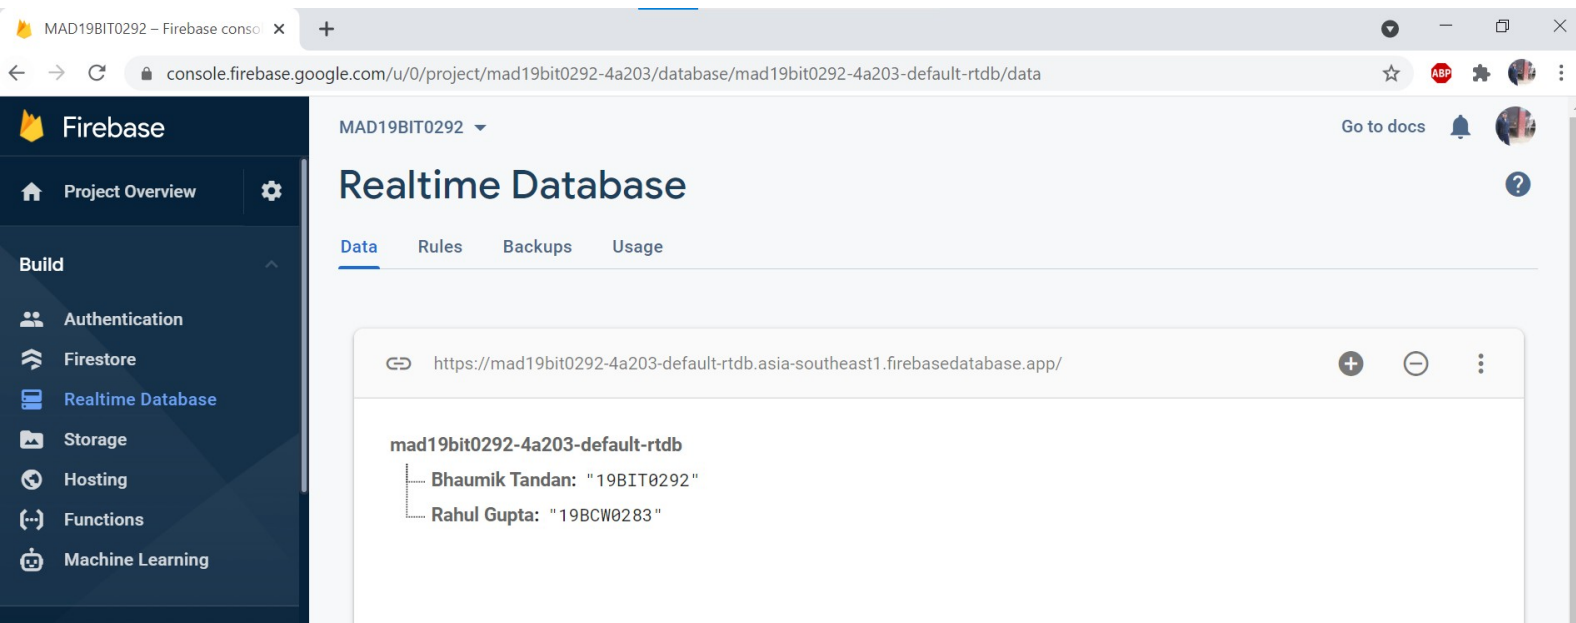 MAD19BIT0292 – Firebase conso
console.firebase.google.com/u/0/project/mad19bit0292-4a203/database/mad19bit0292-4a203-default-rtdb/data
ABP
Firebase
MAD19BIT0292
Go to docs
Project Overview
Realtime Database
?
Data Rules Backups Usage
Build
Authentication
Firestore
Realtime Database
Storage
Hosting
Functions
Machine Learning
https://mad19bit0292-4a203-default-rtdb.asia-southeast1.firebasedatabase.app/
mad19bit0292-4a203-default-rtdb
Bhaumik Tandan: "19BIT0292"
Rahul Gupta: "19BCW0283"